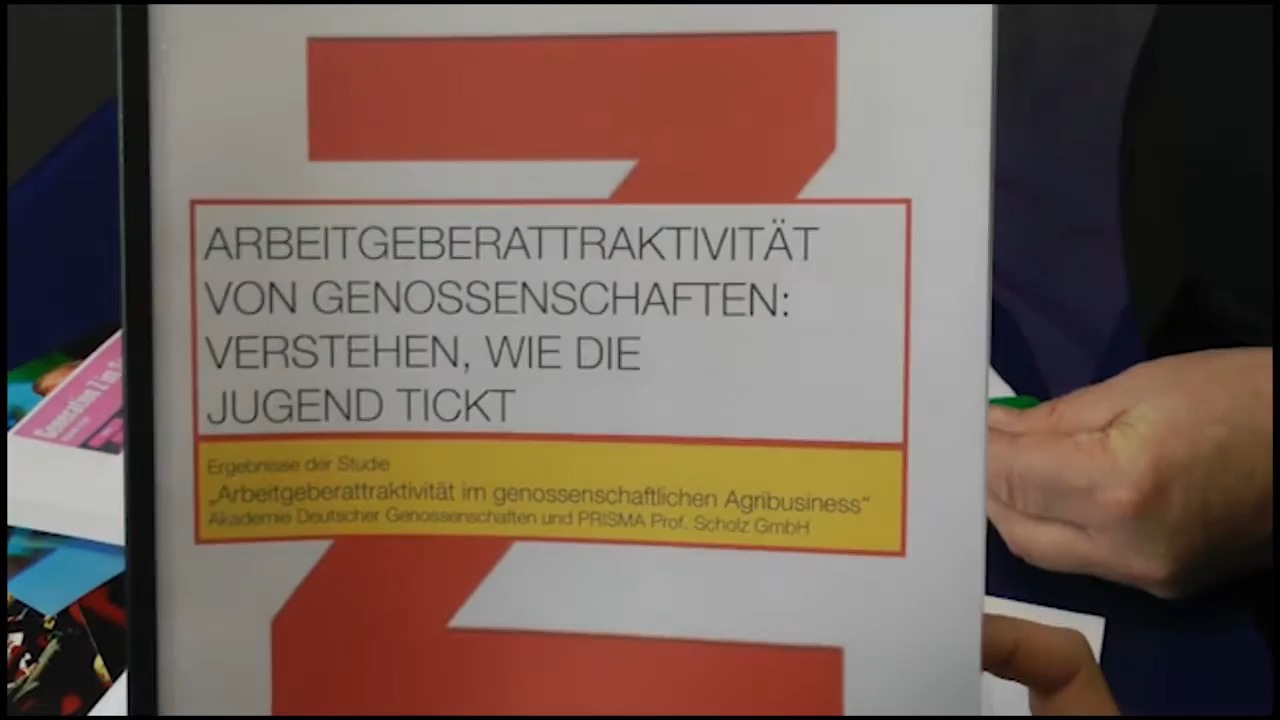 ARBEITGEBERATTRAKTIVITÄT
VON GENOSSENSCHAFTEN:
VERSTEHEN, WIE DIE
JUGEND TICKT
Ergebnisse der Studie
„Arbeitgeberattraktivität im genossenschaftlichen Agribusiness“
Akademie Deutscher Genossenschaften und PRISMA Prof. Scholz GmbH
Generation Z